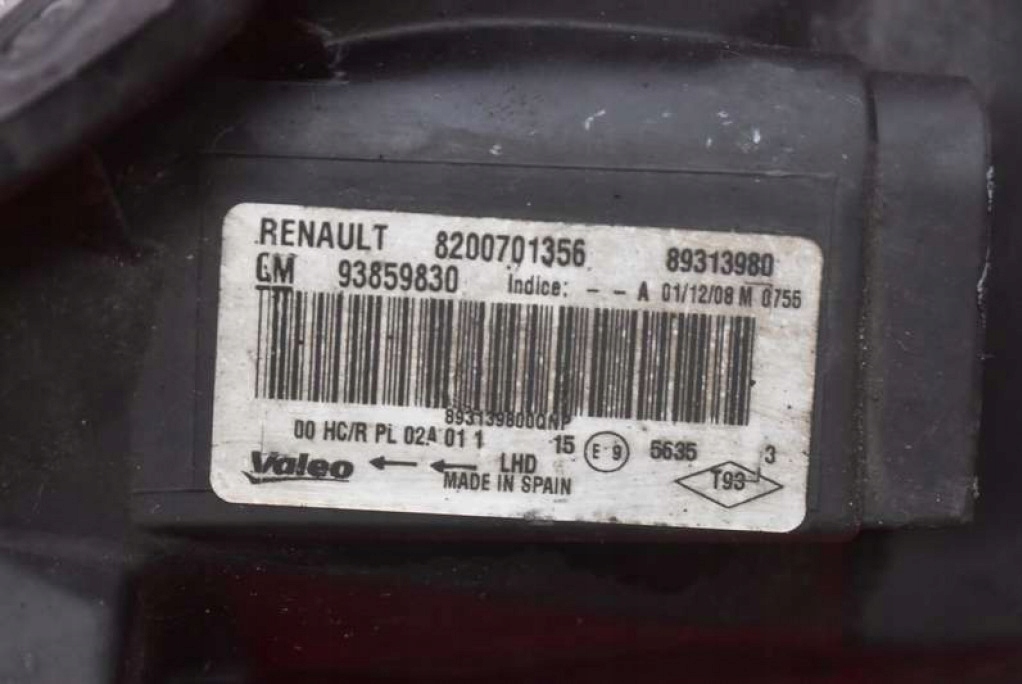 RENAULT 8200701356 89313980
GM 93859830 Indice: - - A 01/12/08 M 0755
89313980000NP
00 HC/R PL 02A 01 1 15 E 9 5635 3
Valeo ← ← LHD T93
MADE IN SPAIN